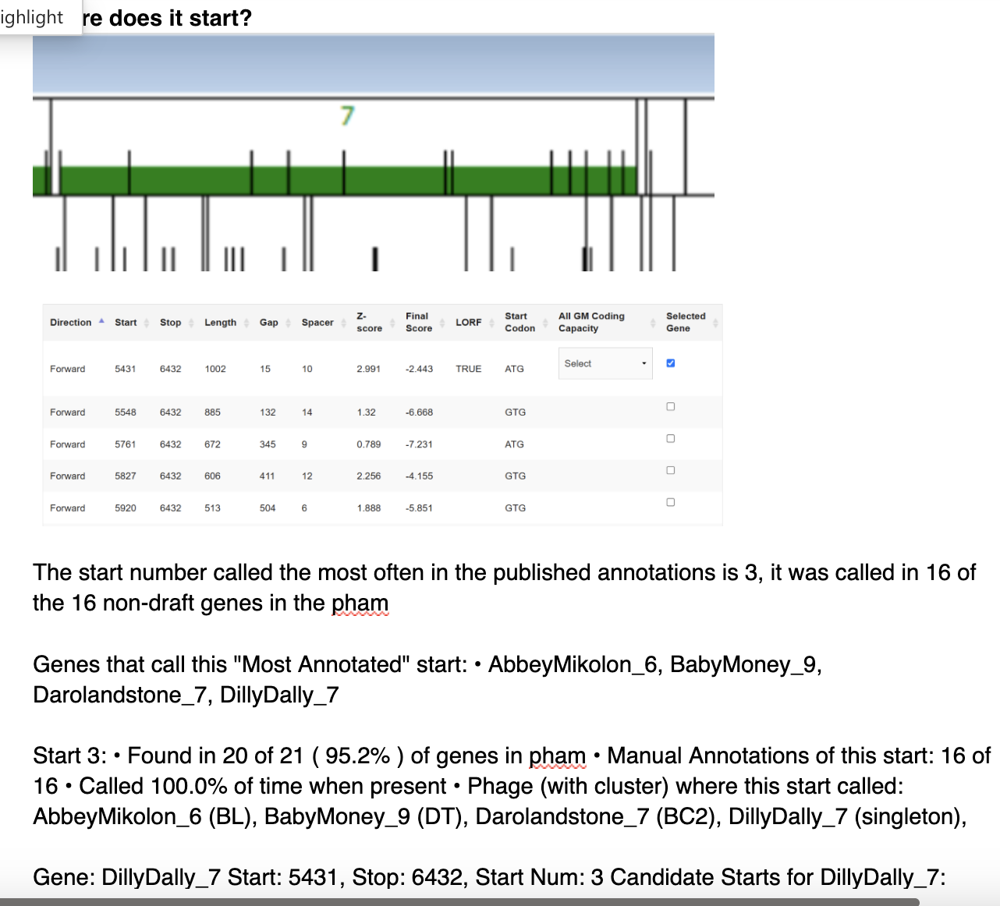 ighlight
re does it start?
7
Direction Start Stop Length Gap Spacer Z-score Final Score LORF Start Codon All GM Coding Capacity Selected Gene
Forward 5431 6432 1002 15 10 2.991 -2.443 TRUE ATG Select
Forward 5548 6432 885 132 14 1.32 -6.668 GTG
Forward 5761 6432 672 345 9 0.789 -7.231 ATG
Forward 5827 6432 606 411 12 2.256 -4.155 GTG
Forward 5920 6432 513 504 6 1.888 -5.851 GTG
The start number called the most often in the published annotations is 3, it was called in 16 of
the 16 non-draft genes in the pham
Genes that call this "Most Annotated" start: • AbbeyMikolon_6, BabyMoney_9,
Darolandstone_7, DillyDally_7
Start 3: • Found in 20 of 21 ( 95.2% ) of genes in pham • Manual Annotations of this start: 16 of
16 • Called 100.0% of time when present • Phage (with cluster) where this start called:
AbbeyMikolon_6 (BL), BabyMoney_9 (DT), Darolandstone_7 (BC2), DillyDally_7 (singleton),
Gene: DillyDally_7 Start: 5431, Stop: 6432, Start Num: 3 Candidate Starts for DillyDally_7: